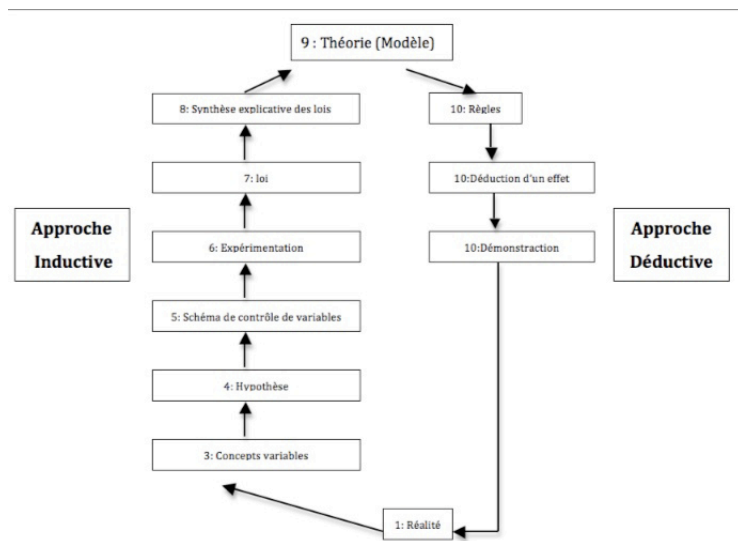 9 : Théorie (Modèle)
8: Synthèse explicative des lois
10: Règles
7: loi
10:Déduction d'un effet
Approche
Inductive
6: Expérimentation
10:Démonstration
Approche
Déductive
5: Schéma de contrôle de variables
4: Hypothèse
3: Concepts variables
1: Réalité